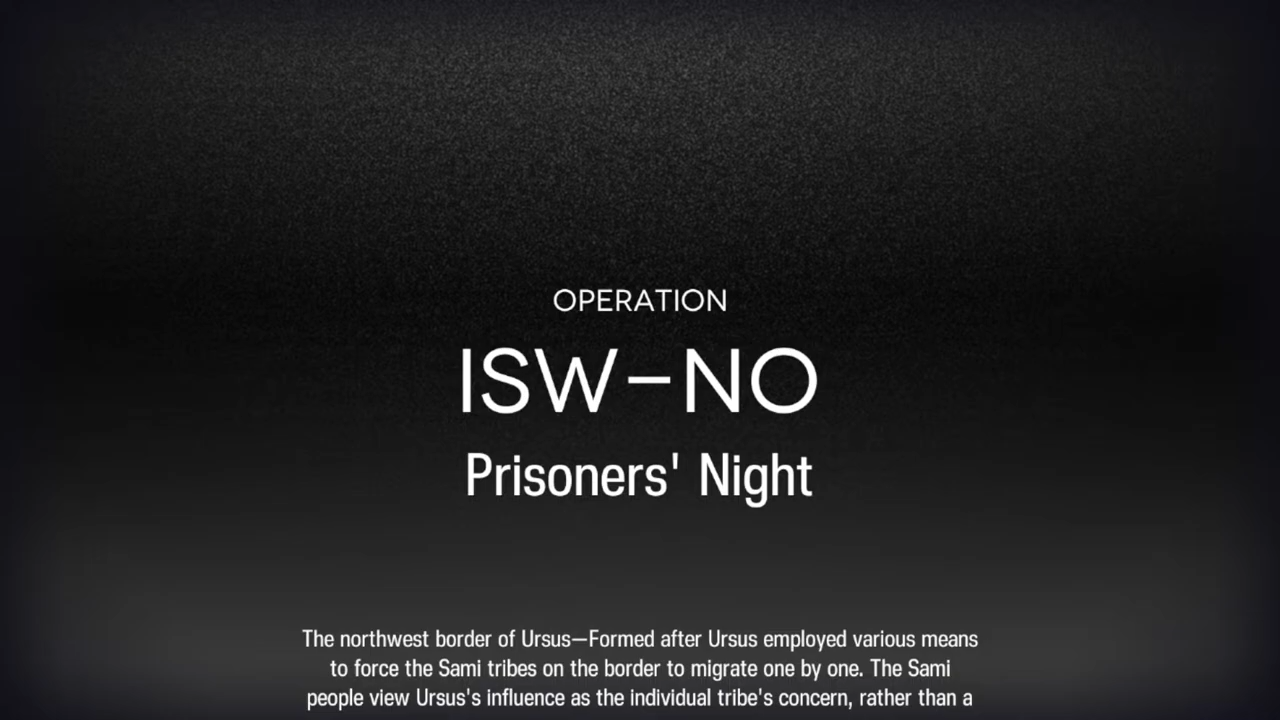 OPERATION
ISW-NO
Prisoners' Night
The northwest border of Ursus—Formed after Ursus employed various means
to force the Sami tribes on the border to migrate one by one. The Sami
people view Ursus's influence as the individual tribe's concern, rather than a